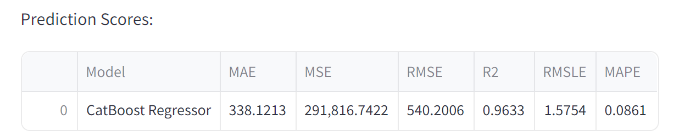 Prediction Scores:
Model MAE MSE RMSE R2 RMSLE MAPE
0 CatBoost Regressor 338.1213 291,816.7422 540.2006 0.9633 1.5754 0.0861